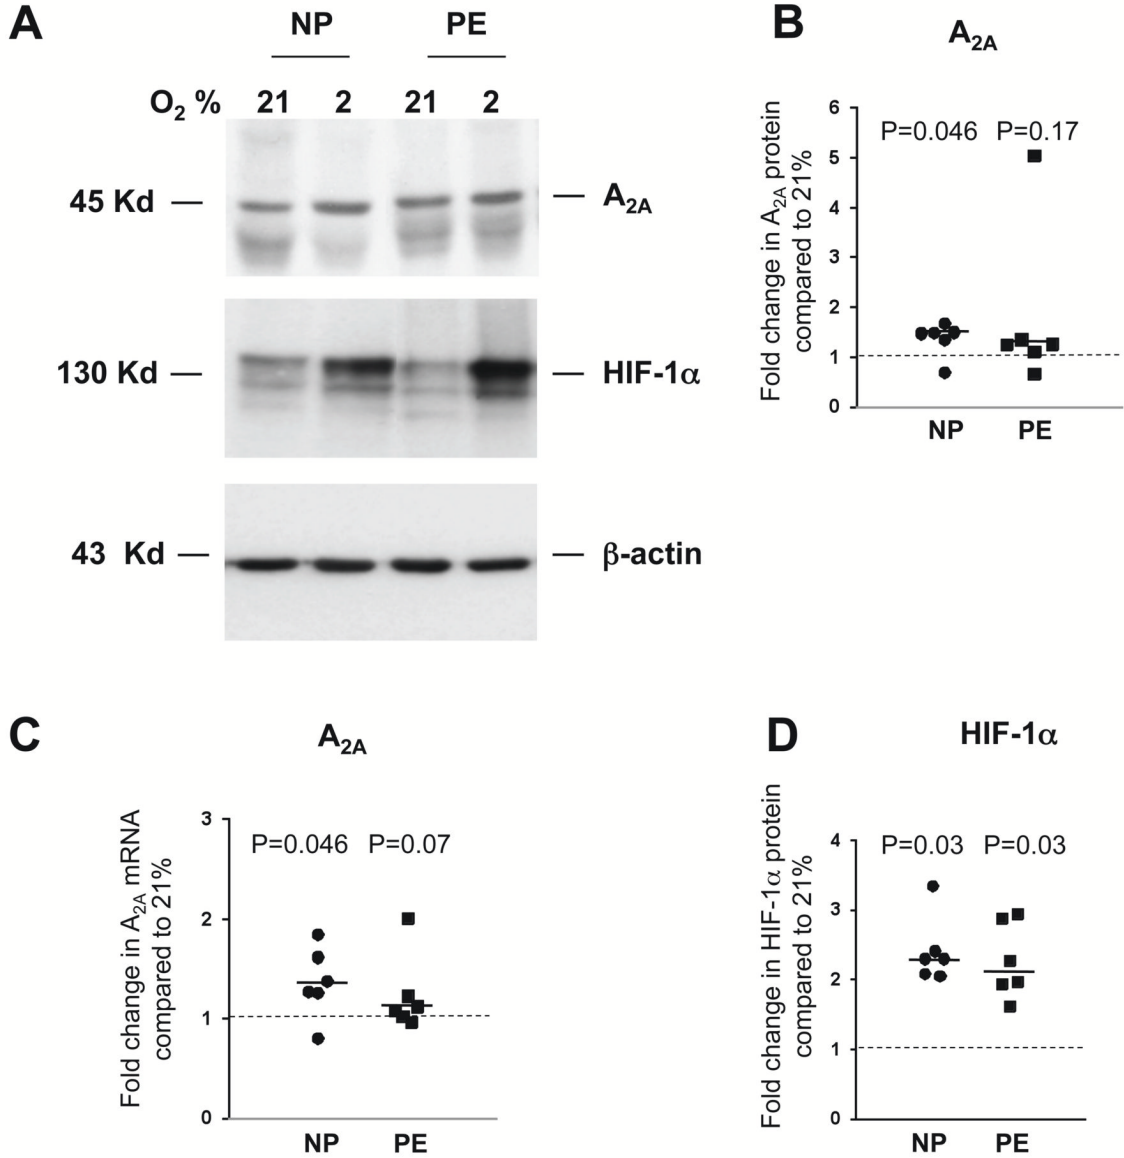 A
NP PE
O2 % 21 2 21 2
45 Kd A2A
130 Kd HIF-1α
43 Kd β-actin
B
A2A
Fold change in A2A protein
compared to 21%
6
5
4
3
2
1
0
P=0.046 P=0.17
NP PE
C
A2A
Fold change in A2A mRNA
compared to 21%
3
2
1
0
P=0.046 P=0.07
NP PE
D
HIF-1α
Fold change in HIF-1α protein
compared to 21%
4
3
2
1
0
P=0.03 P=0.03
NP PE